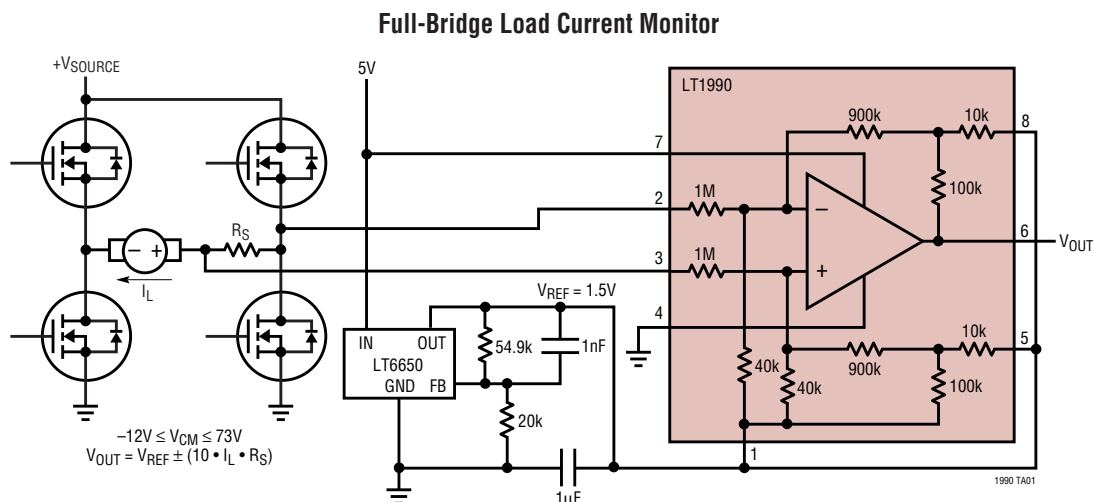 Full-Bridge Load Current Monitor
+VSOURCE
5V
LT1990
900k
10k
8
7
1M
100k
2
–
RS
6
VOUT
– +
3
1M
+
IL
VREF = 1.5V
4
10k
IN OUT
54.9k
1nF
5
LT6650
40k
900k
GND FB
40k
100k
20k
–12V ≤ VCM ≤ 73V
VOUT = VREF ± (10 • IL • RS)
1
1990 TA01
1µF